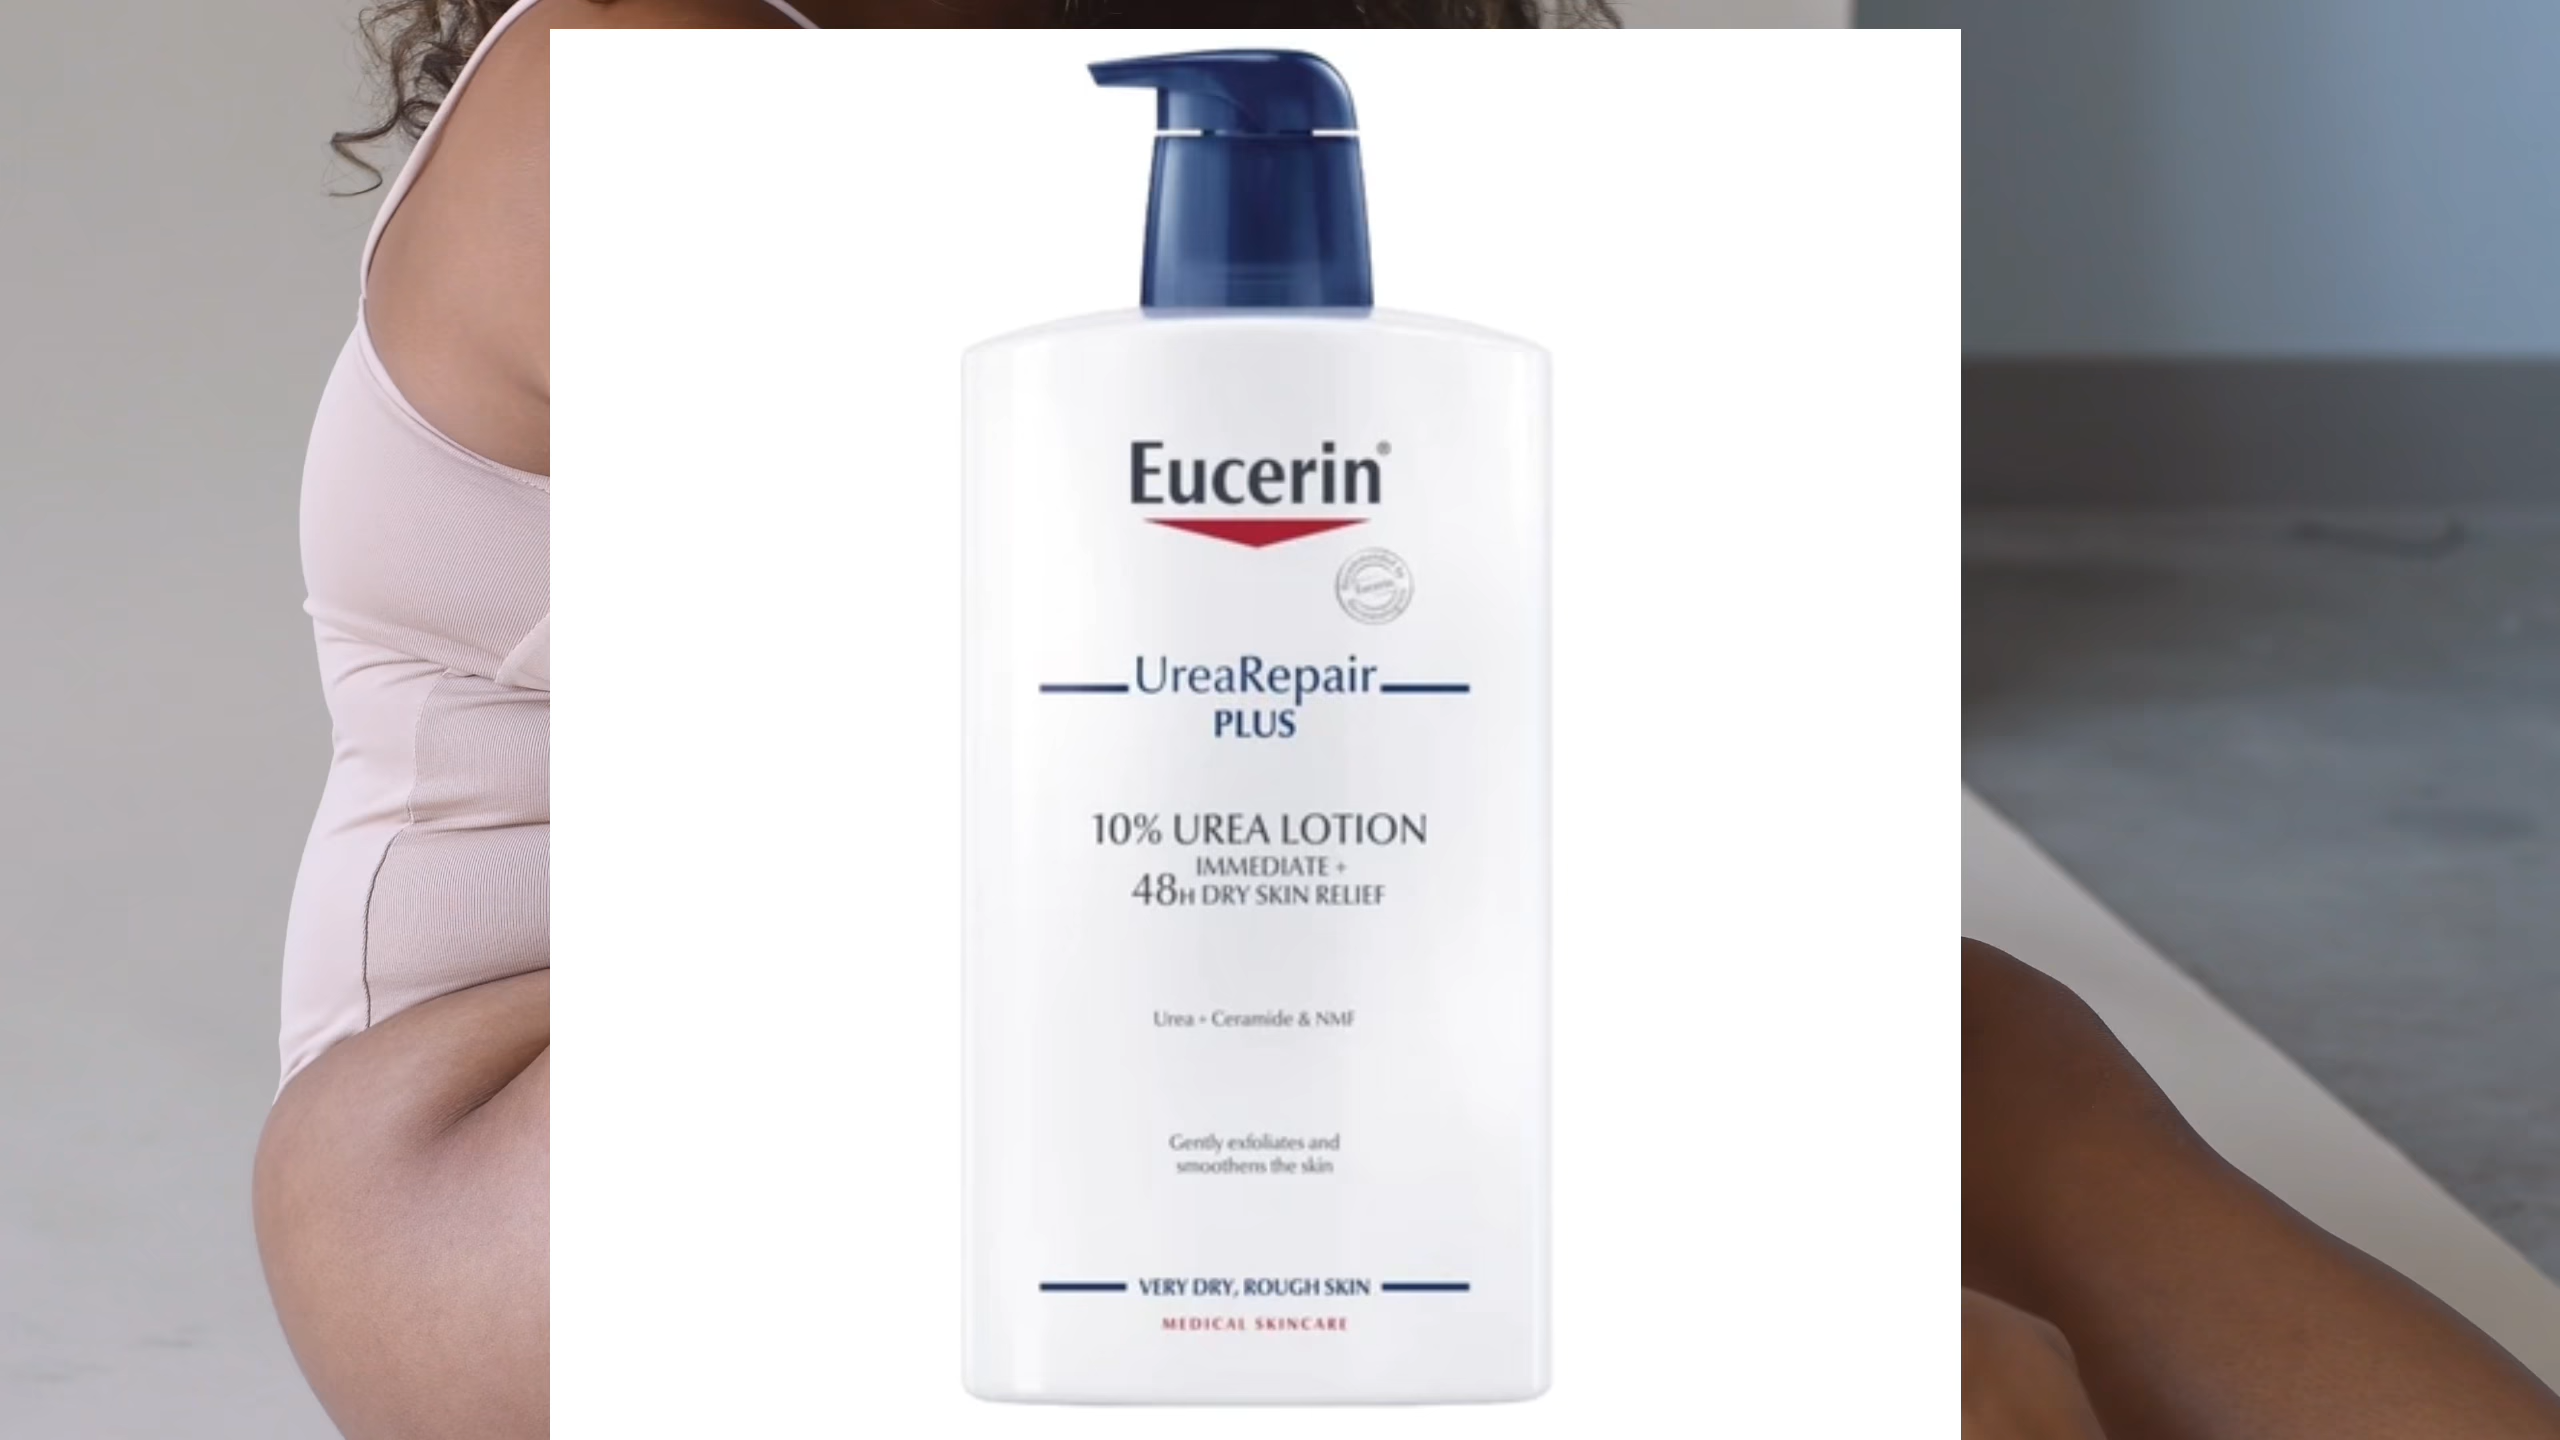 Eucerin®
UreaRepair
PLUS
10% UREA LOTION
IMMEDIATE +
48H DRY SKIN RELIEF
Urea + Ceramide & NMF
Gently exfoliates and
smoothens the skin
VERY DRY, ROUGH SKIN
MEDICAL SKINCARE